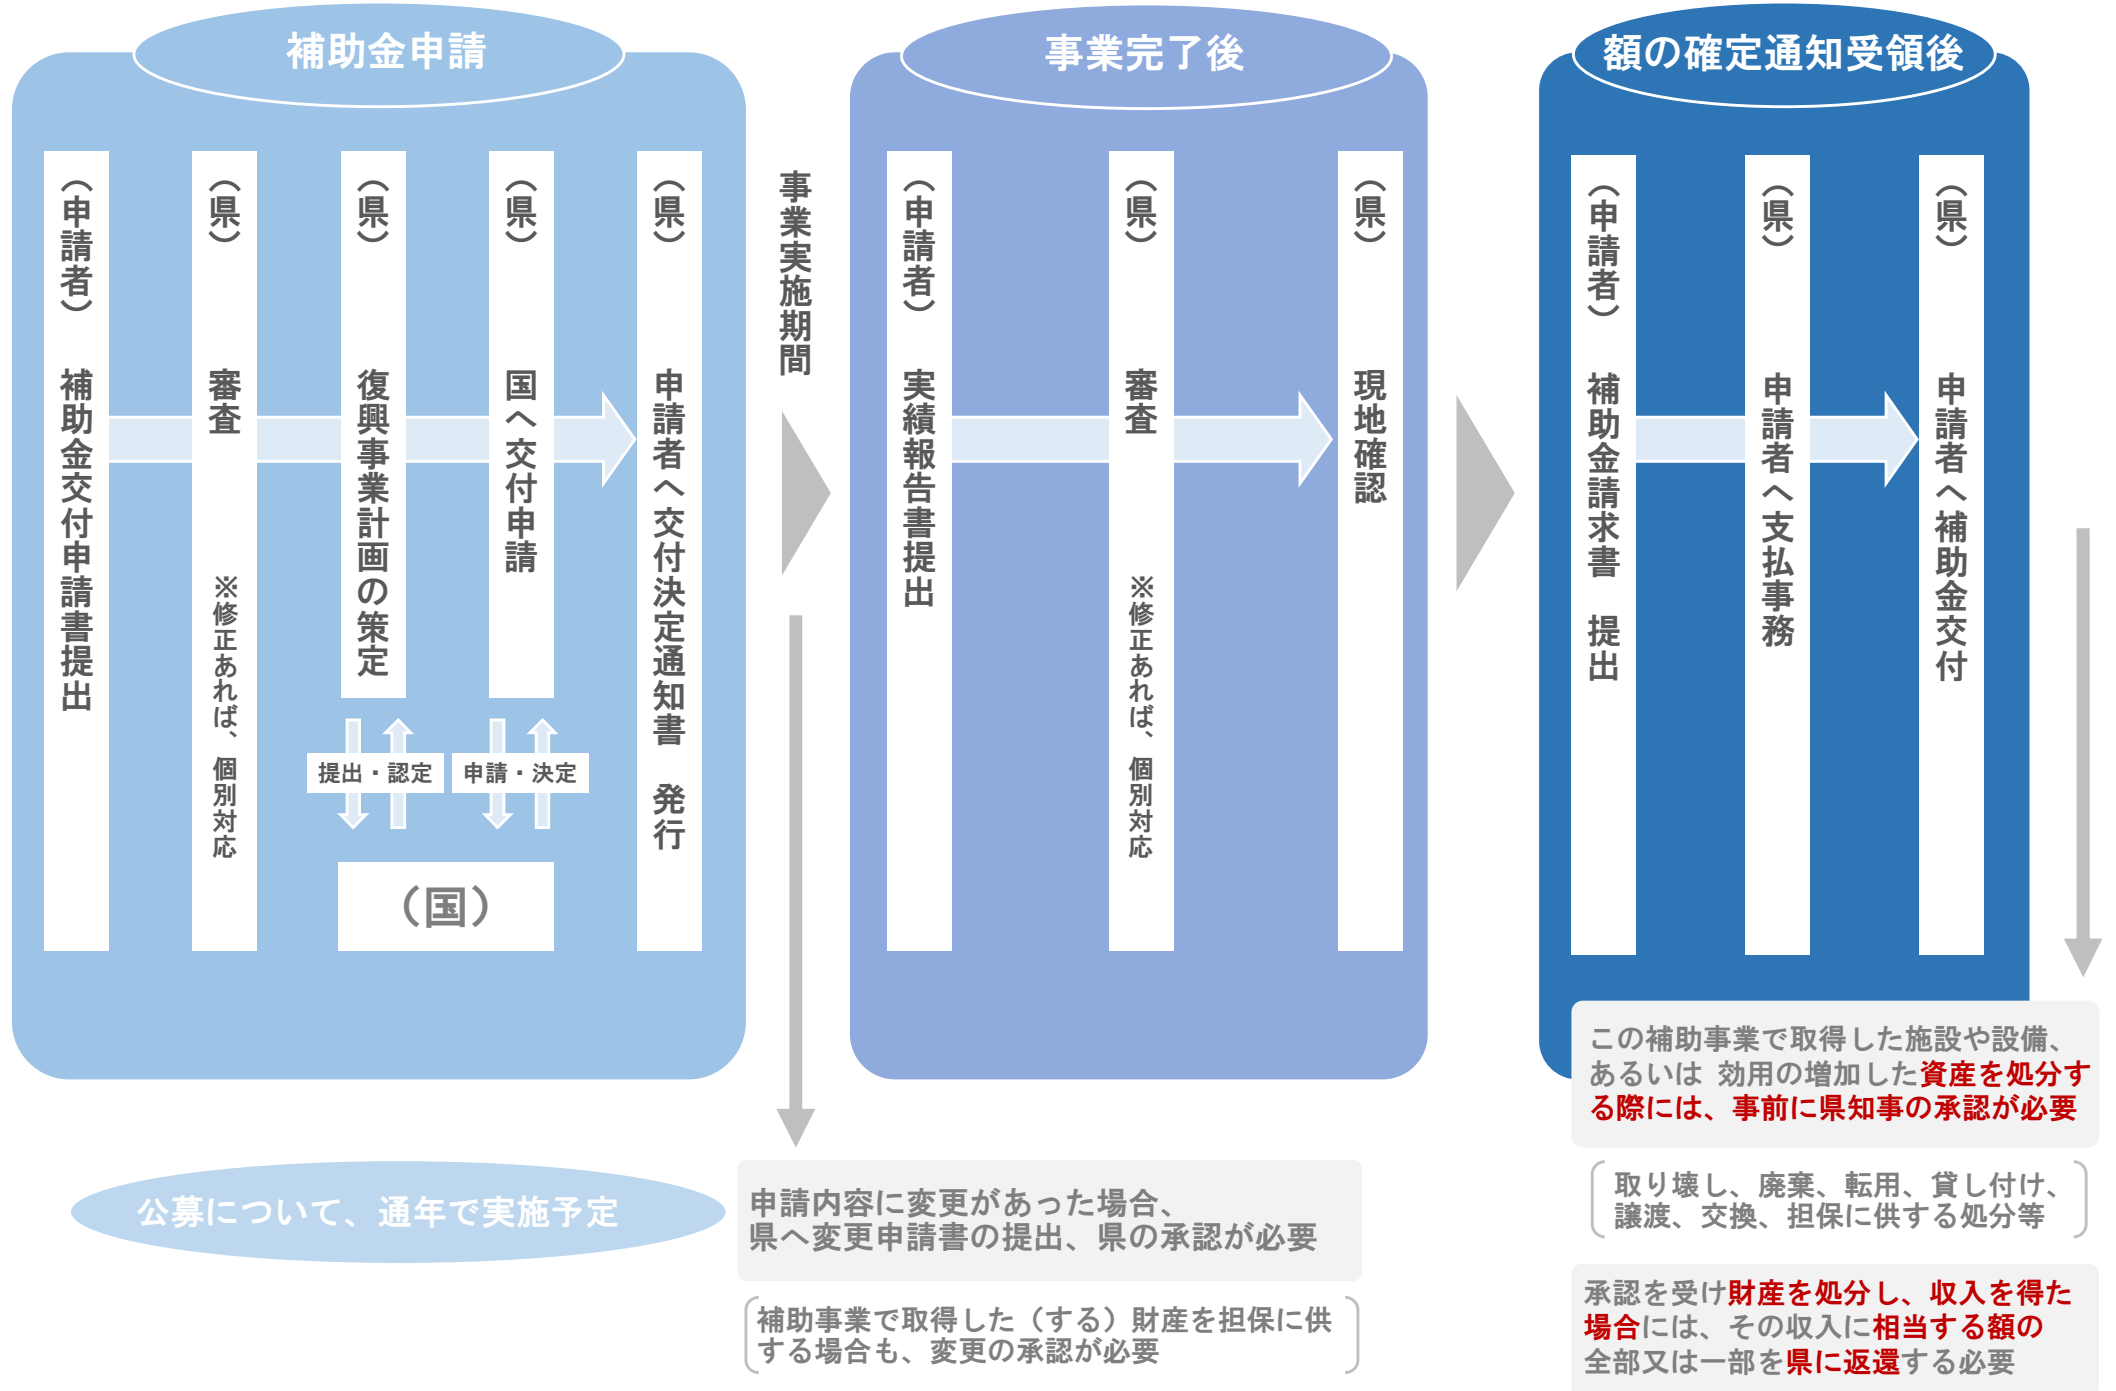 補助金申請
（申請者）　補助金交付申請書提出
（県）　審査　※修正あれば、個別対応
（県）　復興事業計画の策定
（県）　国へ交付申請
（県）　申請者へ交付決定通知書　発行
提出・認定
申請・決定
（国）
事業実施期間
事業完了後
（申請者）　実績報告書提出
（県）　審査　※修正あれば、個別対応
（県）　現地確認
額の確定通知受領後
（申請者）　補助金請求書　提出
（県）　申請者へ支払事務
（県）　申請者へ補助金交付
公募について、通年で実施予定
申請内容に変更があった場合、
県へ変更申請書の提出、県の承認が必要
補助事業で取得した（する）財産を担保に供
する場合も、変更の承認が必要
この補助事業で取得した施設や設備、
あるいは 効用の増加した資産を処分す
る際には、事前に県知事の承認が必要
取り壊し、廃棄、転用、貸し付け、
譲渡、交換、担保に供する処分等
承認を受け財産を処分し、収入を得た
場合には、その収入に相当する額の
全部又は一部を県に返還する必要